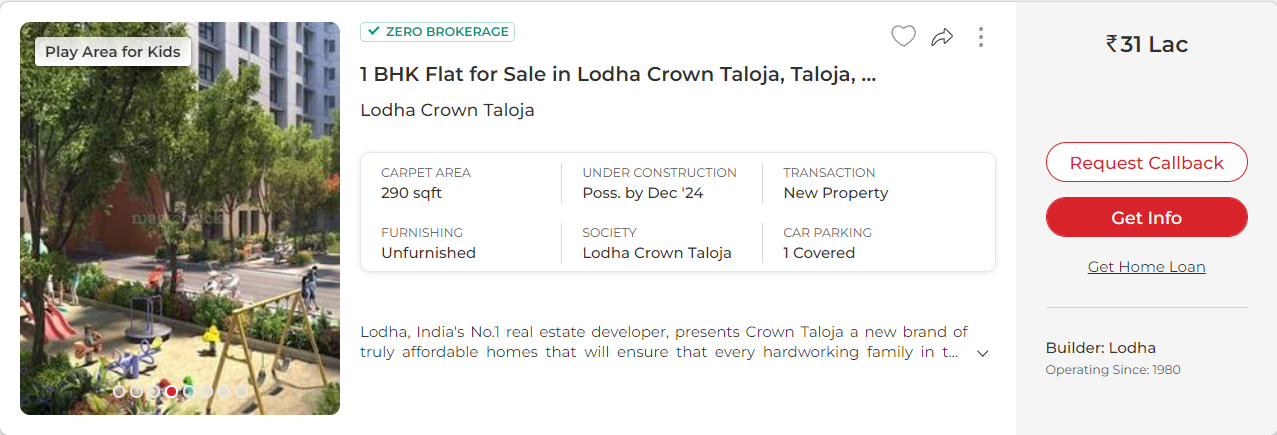 Play Area for Kids
ZERO BROKERAGE
1 BHK Flat for Sale in Lodha Crown Taloja, Taloja, ...
Lodha Crown Taloja
CARPET AREA
290 sqft
UNDER CONSTRUCTION
Poss. by Dec '24
TRANSACTION
New Property
FURNISHING
Unfurnished
SOCIETY
Lodha Crown Taloja
CAR PARKING
1 Covered
Lodha, India's No.1 real estate developer, presents Crown Taloja a new brand of
truly affordable homes that will ensure that every hardworking family in t...
₹31 Lac
Request Callback
Get Info
Get Home Loan
Builder: Lodha
Operating Since: 1980